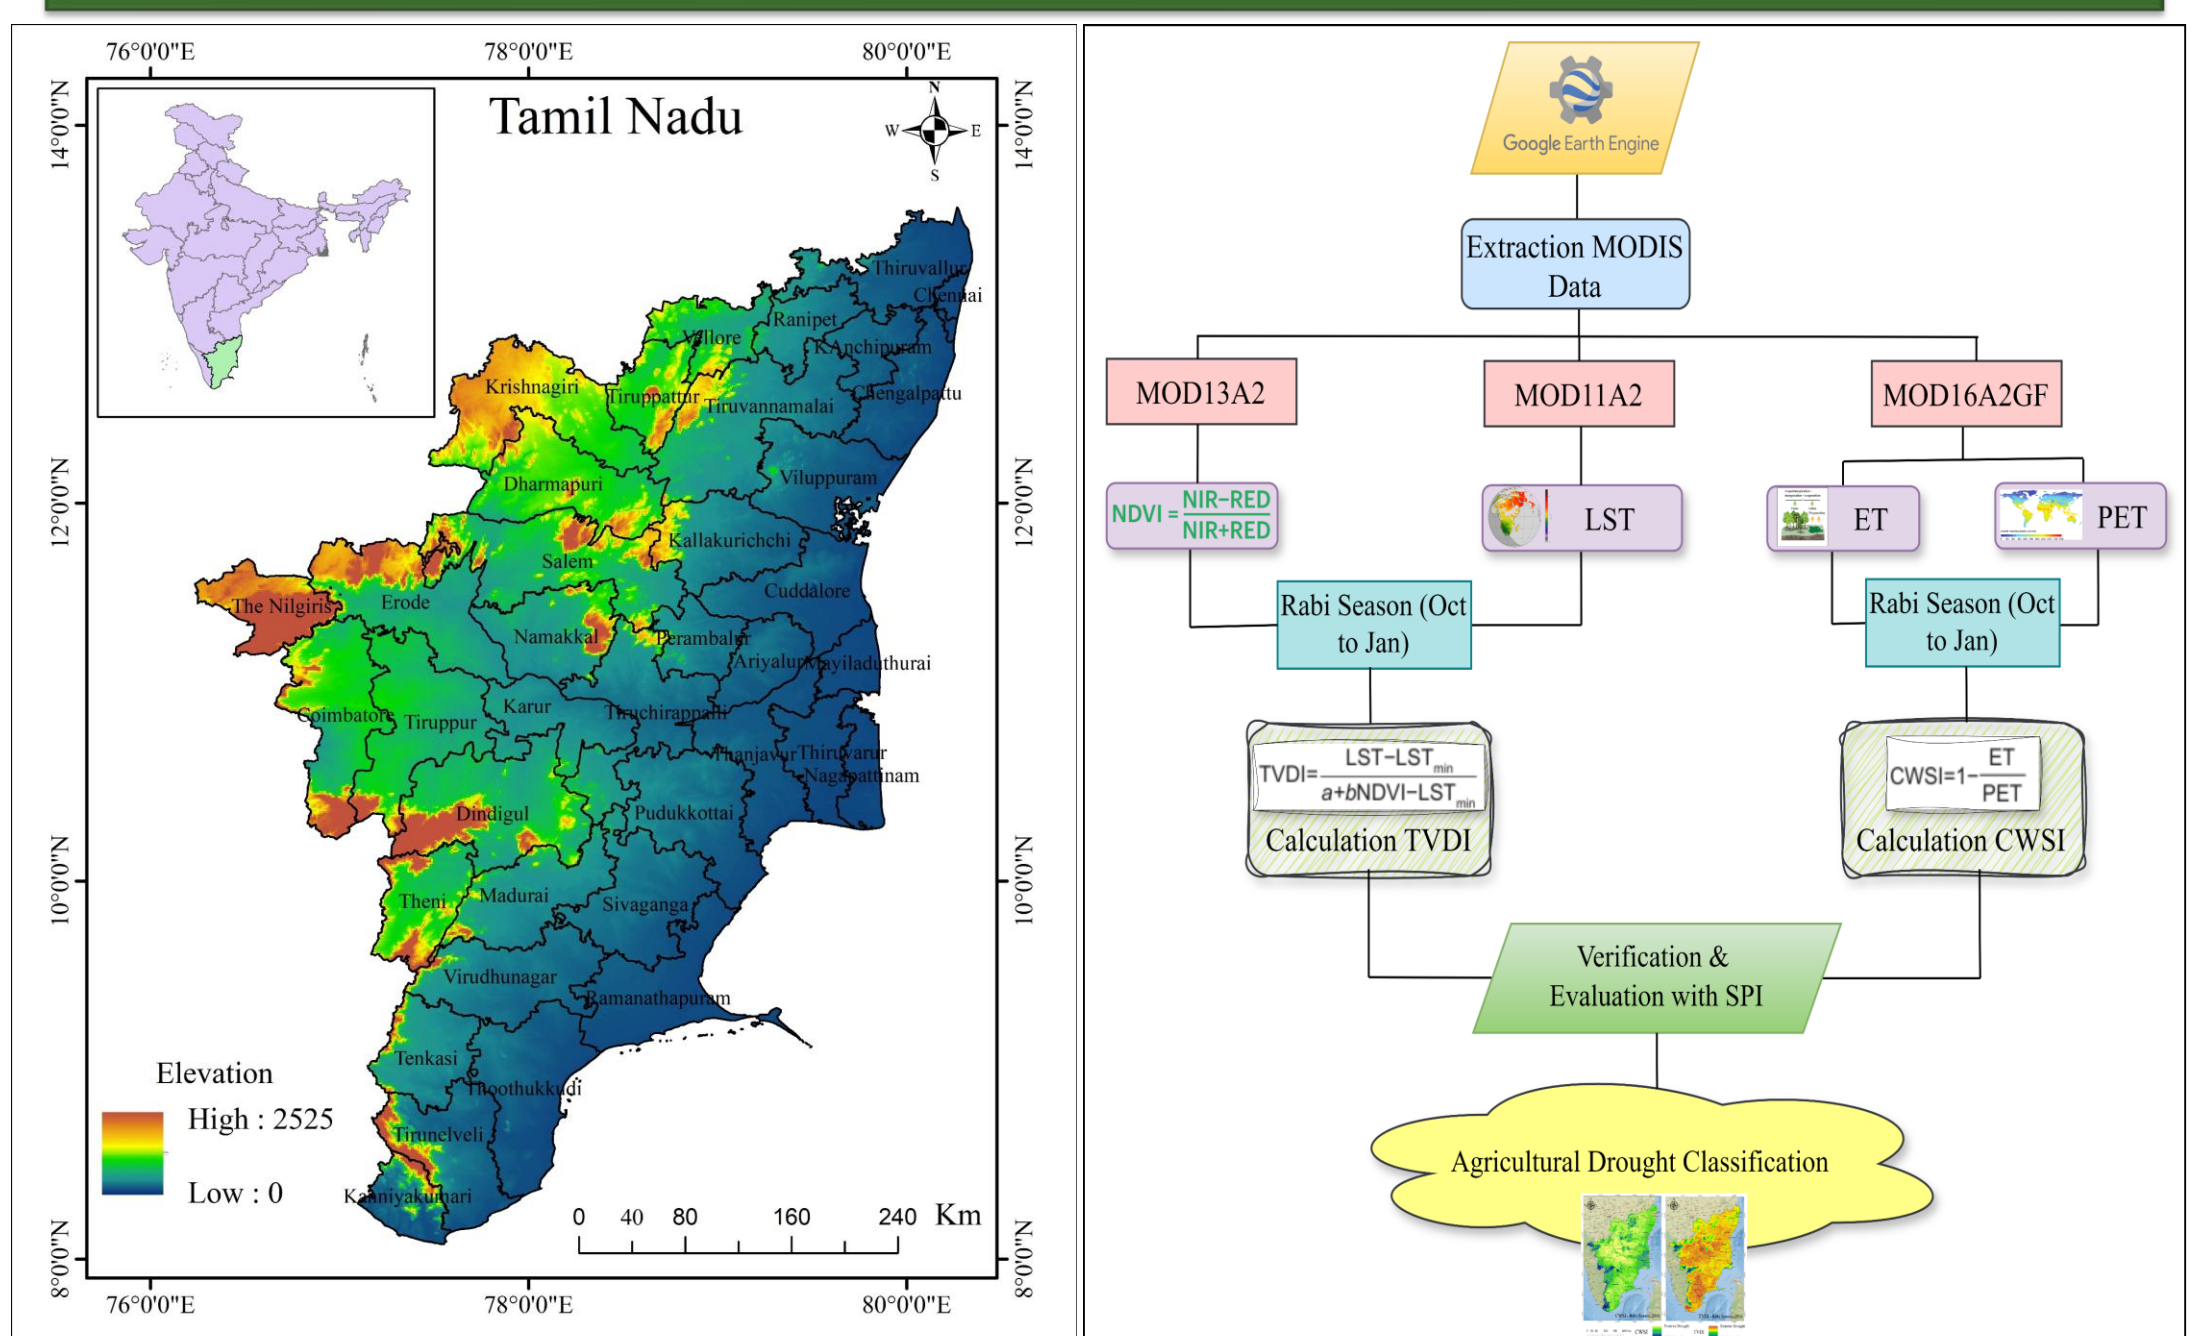 76°0'0"E
78°0'0"E
80°0'0"E
14°0'0"N
12°0'0"N
10°0'0"N
8°0'0"N
Tamil Nadu
N
W
E
S
14°0'0"N
12°0'0"N
10°0'0"N
8°0'0"N
Thiruvallur
Chennai
Ranipet
Vellore
KAnchipuram
Krishnagiri
Tiruppattur
Tiruvannamalai
Chengalpattu
Dharmapuri
Viluppuram
Salem
Kallakurichchi
The Nilgiris
Erode
Cuddalore
Namakkal
Perambalur
Ariyalur
Mayiladuthurai
Coimbatore
Tiruppur
Karur
Tiruchirappalli
Thanjavur
Thiruvarur
Nagapattinam
Dindigul
Pudukkottai
Theni
Madurai
Sivaganga
Virudhunagar
Ramanathapuram
Tenkasi
Thoothukkudi
Tirunelveli
Kanniyakumari
Elevation
High : 2525
Low : 0
0 40 80 160 240 Km
76°0'0"E
78°0'0"E
80°0'0"E
Google Earth Engine
Extraction MODIS
Data
MOD13A2
MOD11A2
MOD16A2GF
NDVI = NIR−RED
NIR+RED
LST
ET
PET
Rabi Season (Oct
to Jan)
Rabi Season (Oct
to Jan)
TVDI= LST−LSTmin
a+bNDVI−LSTmin
Calculation TVDI
CWSI=1− ET
PET
Calculation CWSI
Verification &
Evaluation with SPI
Agricultural Drought Classification
CWSI
TVDI